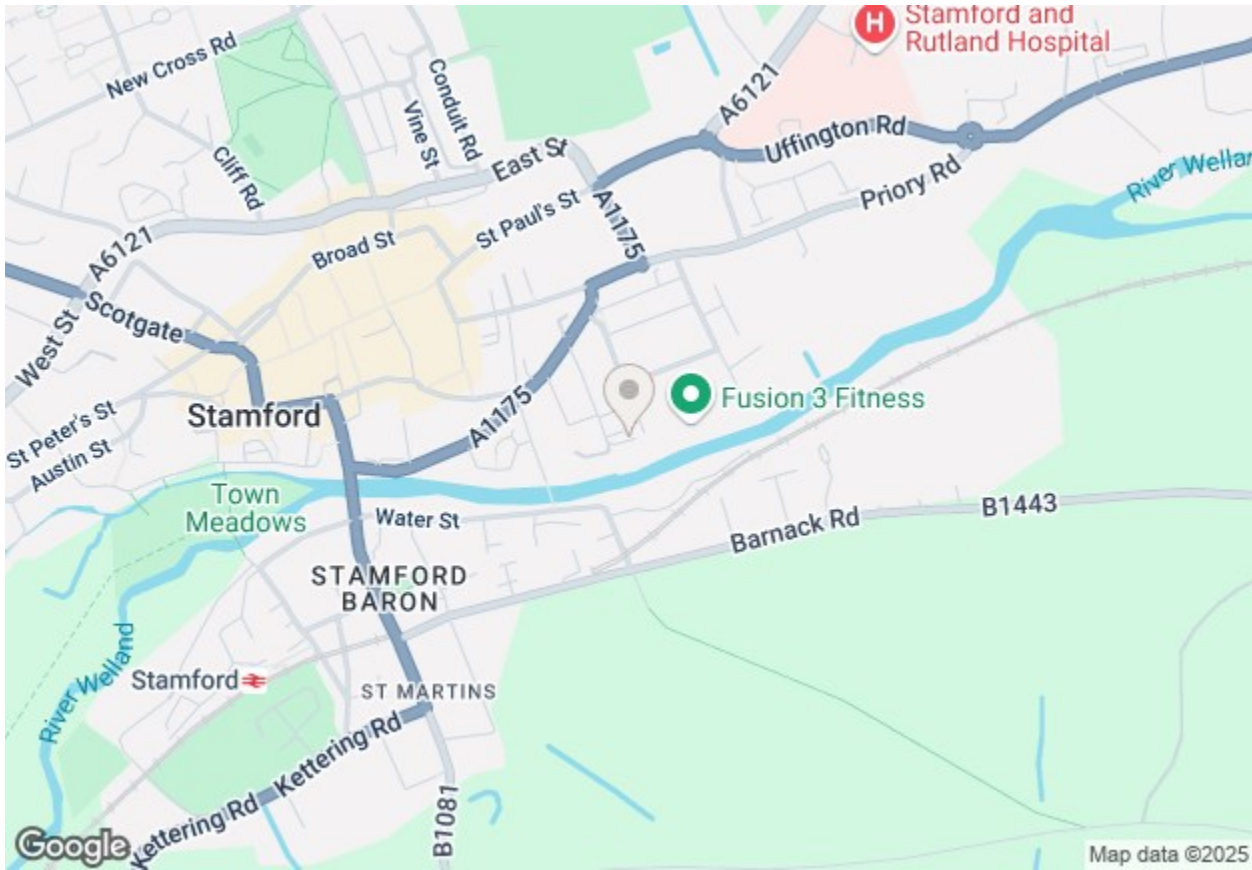 Stamford and
Rutland Hospital
New Cross Rd
Conduit Rd
Vine St
A6121
Uffington Rd
East St
Cliff Rd
St Paul's St
A1175
Priory Rd
River Wellan
Broad St
A6121
Scotgate
West St
Fusion 3 Fitness
Stamford
A1175
St Peter's St
Austin St
Town
Meadows
Water St
B1443
Barnack Rd
STAMFORD
BARON
River Welland
Stamford
ST MARTINS
Kettering Rd
Kettering Rd
B1081
Google
Map data ©2025
H